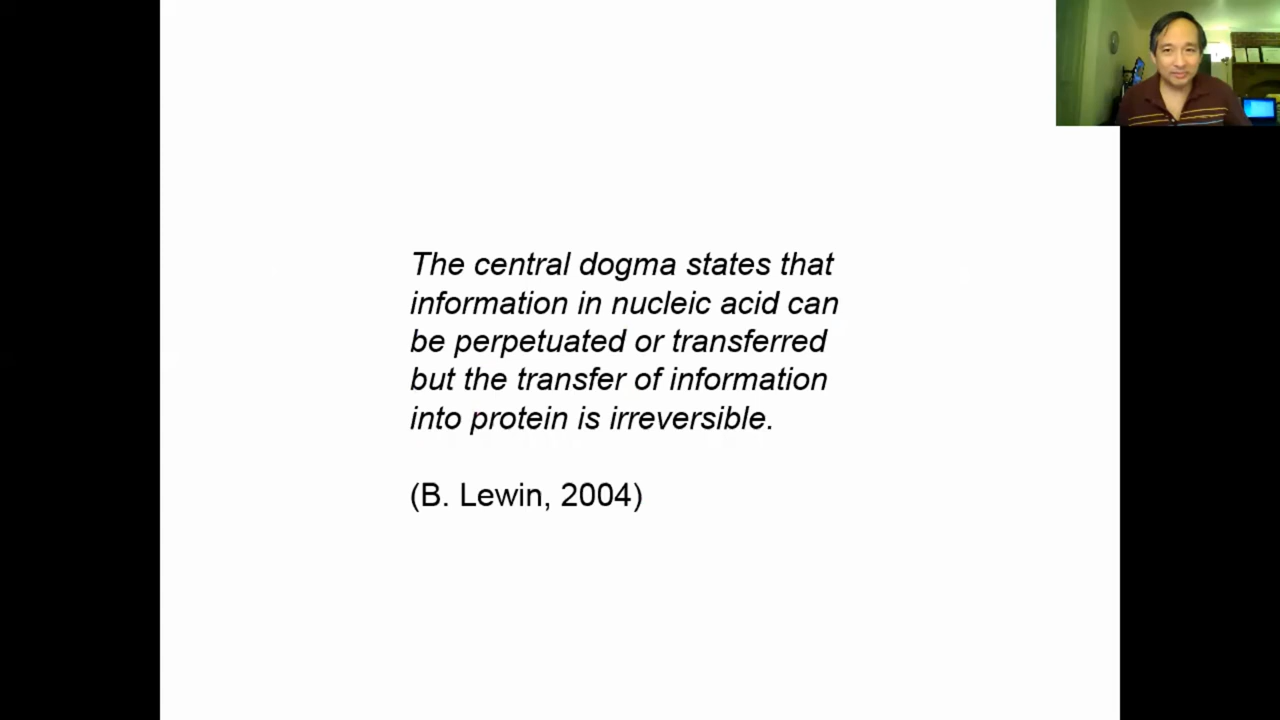 The central dogma states that
information in nucleic acid can
be perpetuated or transferred
but the transfer of information
into protein is irreversible.
(B. Lewin, 2004)